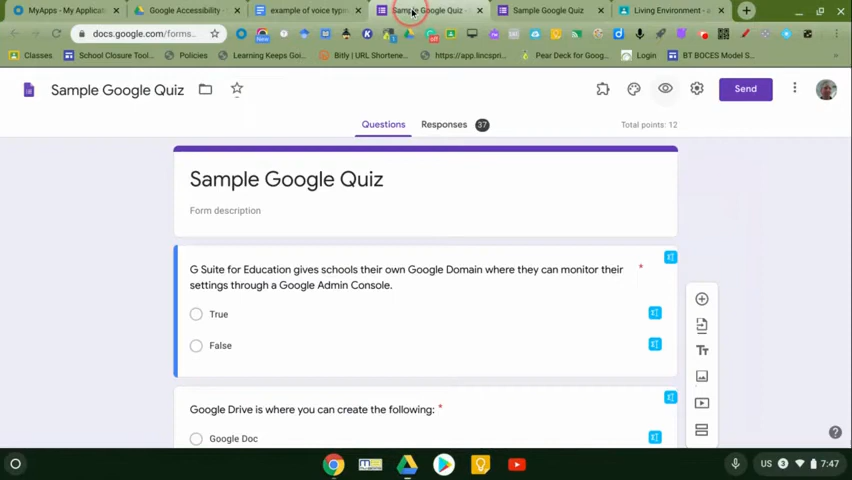 MyApps - My Applicat
Google Accessibility -
example of voice typi
Sample Google Quiz -
Sample Google Quiz
Living Environment - a
docs.google.com/forms...
Classes
School Closure Tool...
Policies
Learning Keeps Goi...
Bitly | URL Shortene...
https://app.lincspri...
Pear Deck for Goog...
Login
BT BOCES Model S...
Sample Google Quiz
Send
Questions
Responses 37
Total points: 12
Sample Google Quiz
Form description
G Suite for Education gives schools their own Google Domain where they can monitor their *
settings through a Google Admin Console.
True
False
Google Drive is where you can create the following: *
Google Doc
US 3 7:47